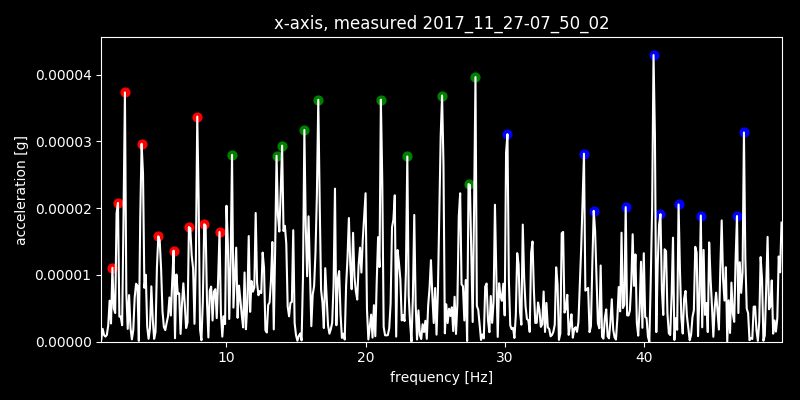 x-axis, measured 2017_11_27-07_50_02
0.00004
0.00003
0.00002
0.00001
0.00000
acceleration [g]
10 20 30 40
frequency [Hz]